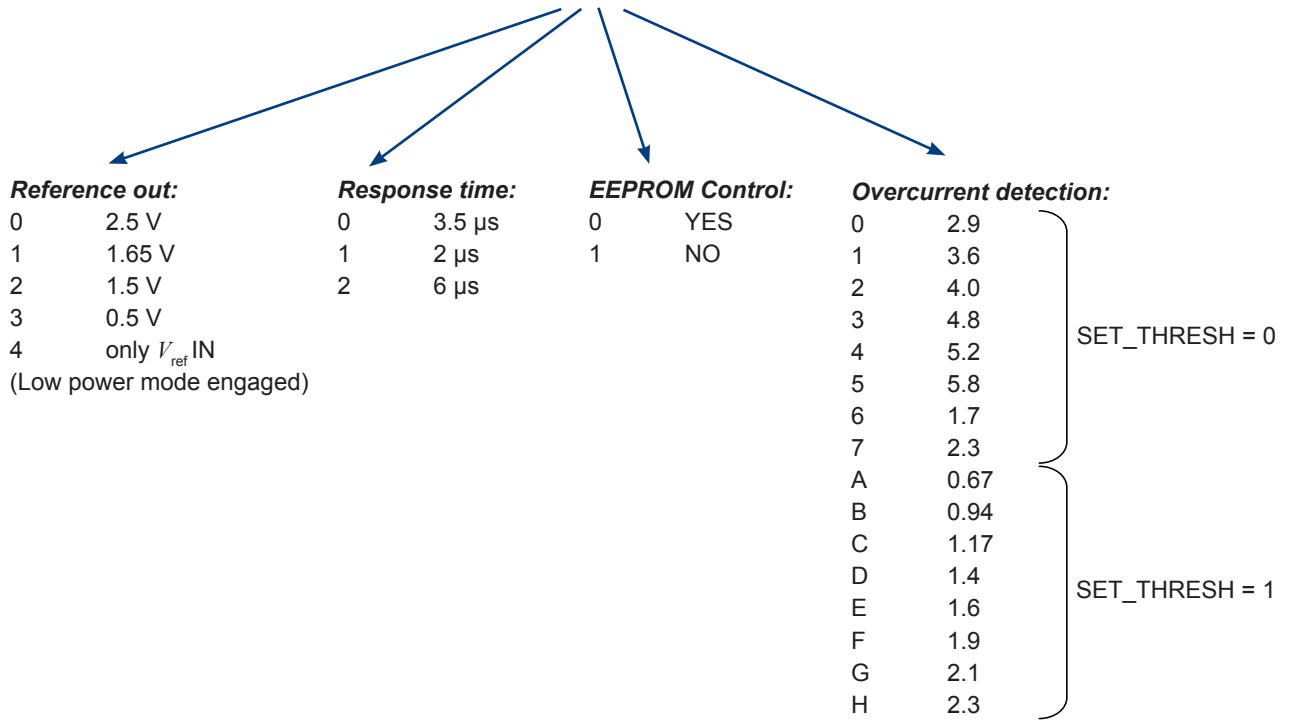 Reference out:
0 2.5 V
1 1.65 V
2 1.5 V
3 0.5 V
4 only Vref IN
(Low power mode engaged)
Response time:
0 3.5 µs
1 2 µs
2 6 µs
EEPROM Control:
0 YES
1 NO
Overcurrent detection:
0 2.9
1 3.6
2 4.0
3 4.8
4 5.2
5 5.8
6 1.7
7 2.3
SET_THRESH = 0
A 0.67
B 0.94
C 1.17
D 1.4
E 1.6
F 1.9
G 2.1
H 2.3
SET_THRESH = 1